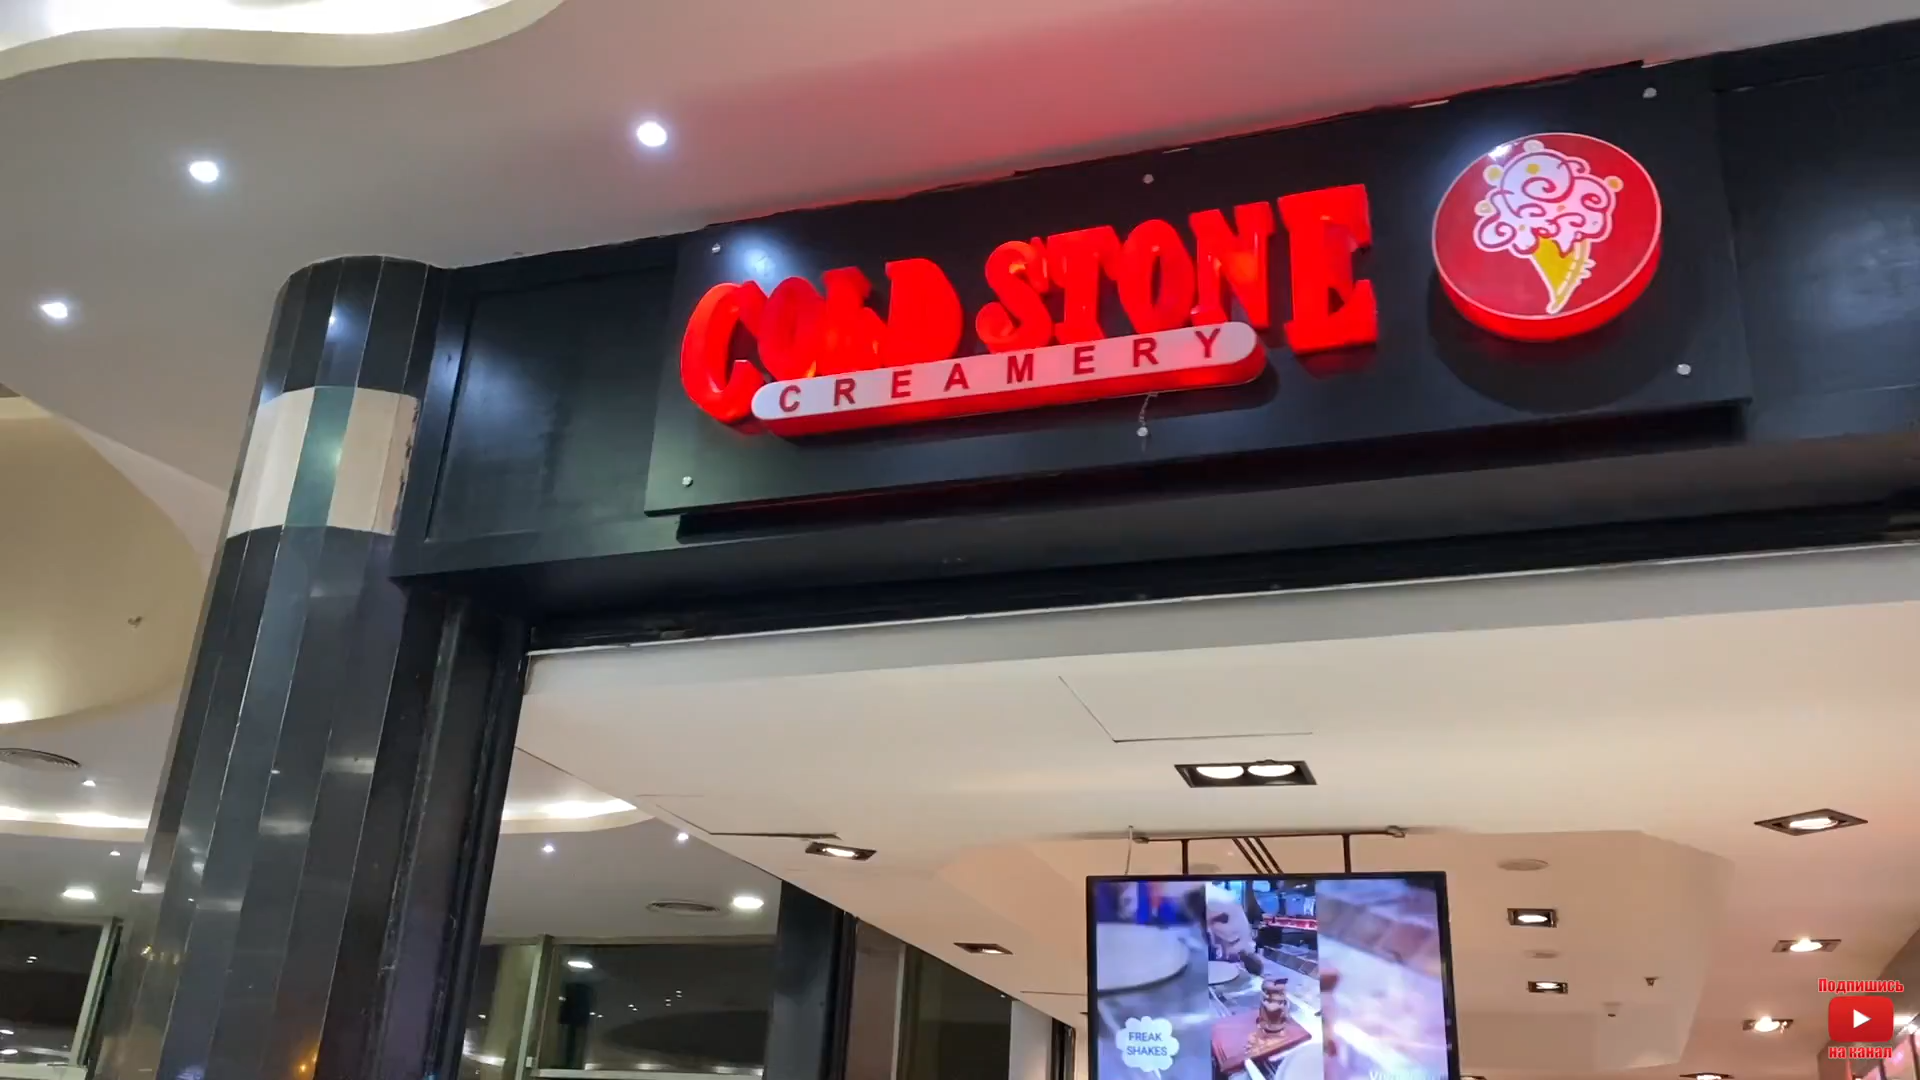 COLD STONE
CREAMERY
FREAK
SHAKES
Подпишись
на канал